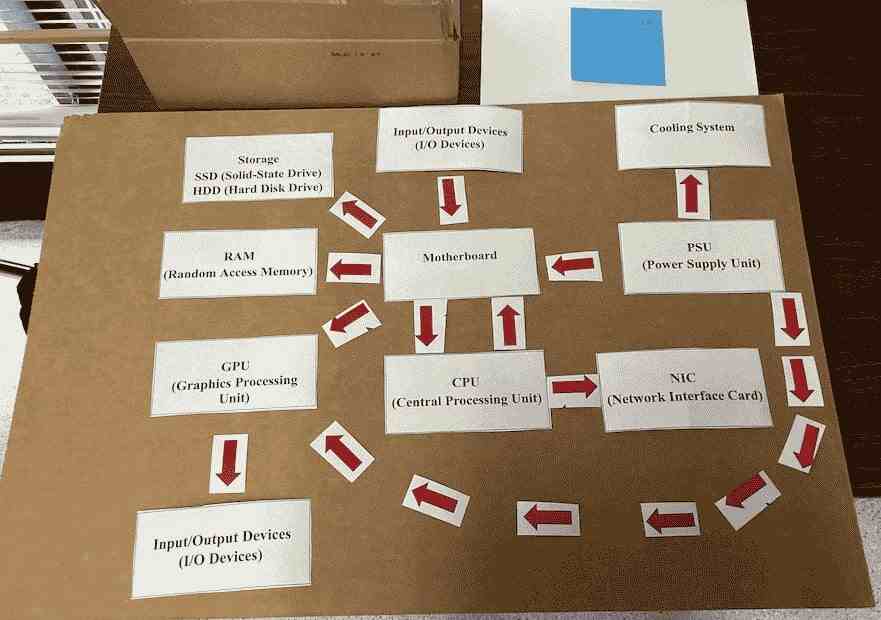 Input/Output Devices
(I/O Devices)
Cooling System
Storage
SSD (Solid-State Drive)
HDD (Hard Disk Drive)
RAM
(Random Access Memory)
Motherboard
PSU
(Power Supply Unit)
GPU
(Graphics Processing
Unit)
CPU
(Central Processing Unit)
NIC
(Network Interface Card)
Input/Output Devices
(I/O Devices)